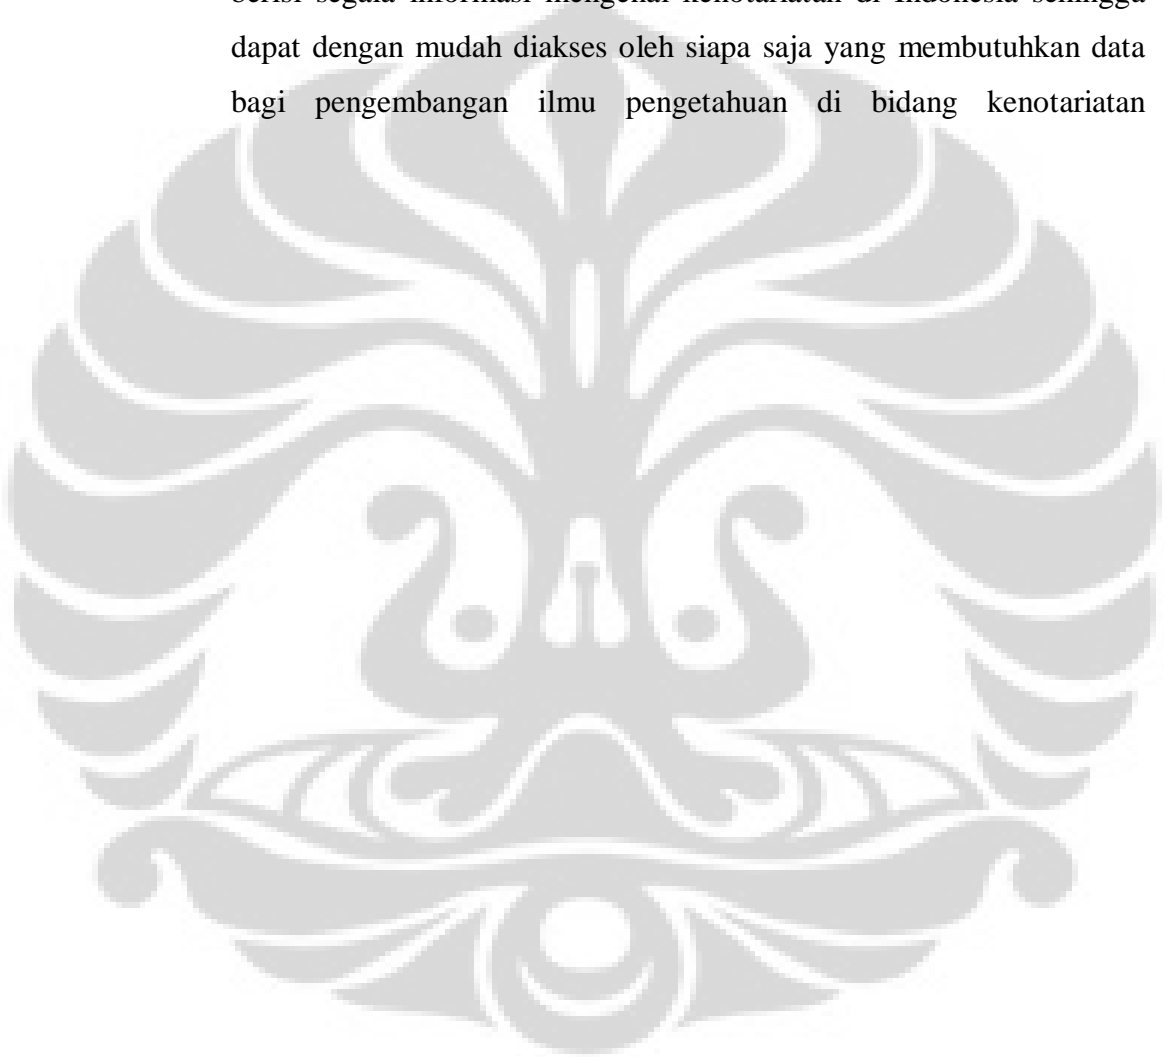 berisi segala informasi mengenai kenotariatan di Indonesia sehingga
dapat dengan mudah diakses oleh siapa saja yang membutuhkan data
bagi pengembangan ilmu pengetahuan di bidang kenotariatan